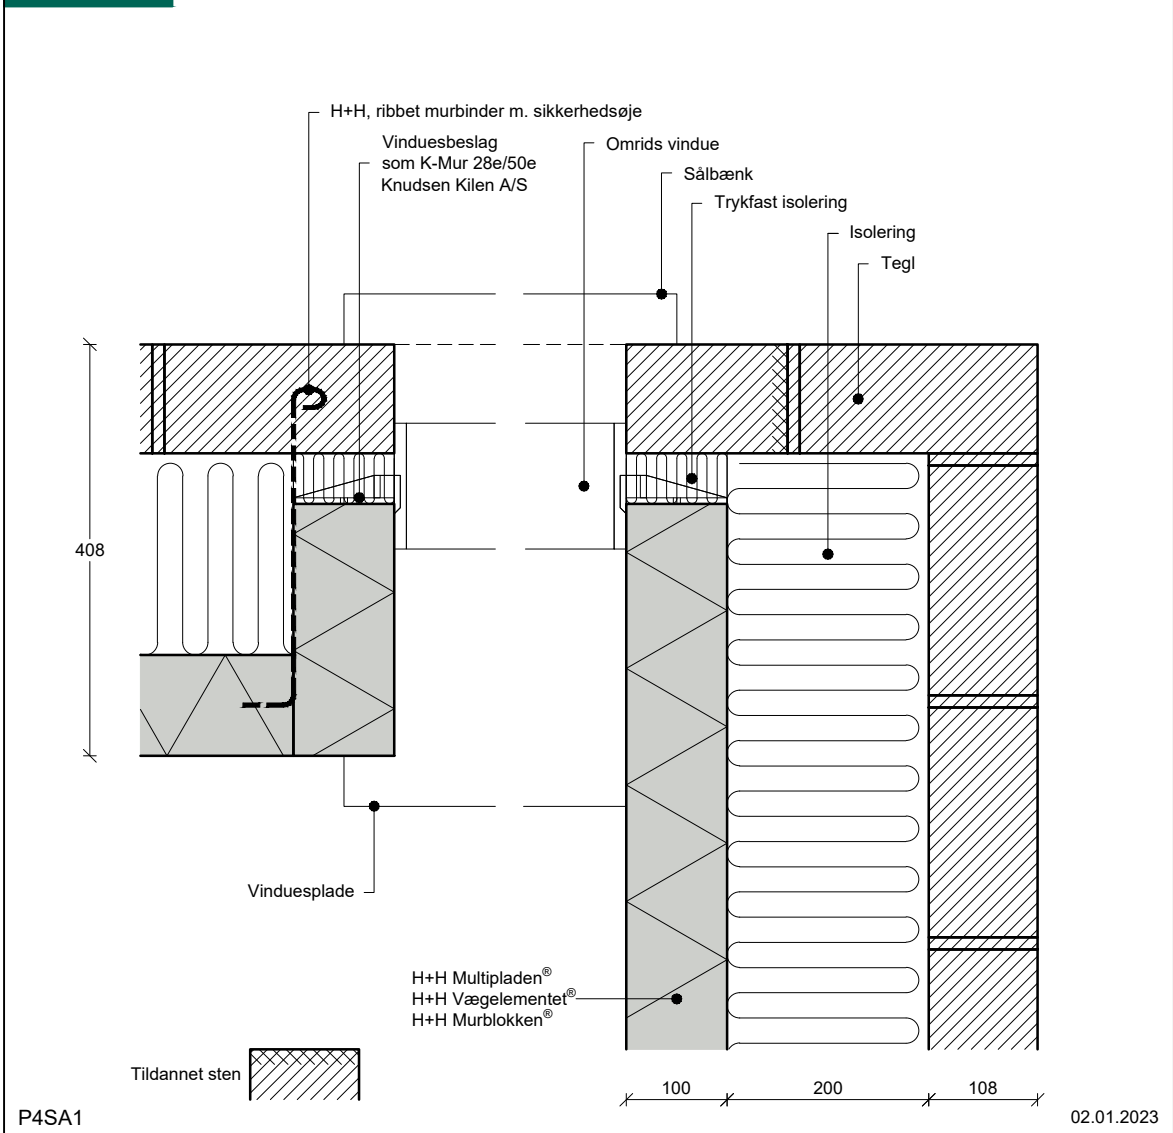 H+H, ribbet murbinder m. sikkerhedsøje
Vinduesbeslag
som K-Mur 28e/50e
Knudsen Kilen A/S
Omrids vindue
Sålbænk
Trykfast isolering
Isolering
Tegl
408
Vinduesplade
H+H Multipladen®
H+H Vægelementet®
H+H Murblokken®
Tildannet sten
100
200
108
P4SA1
02.01.2023